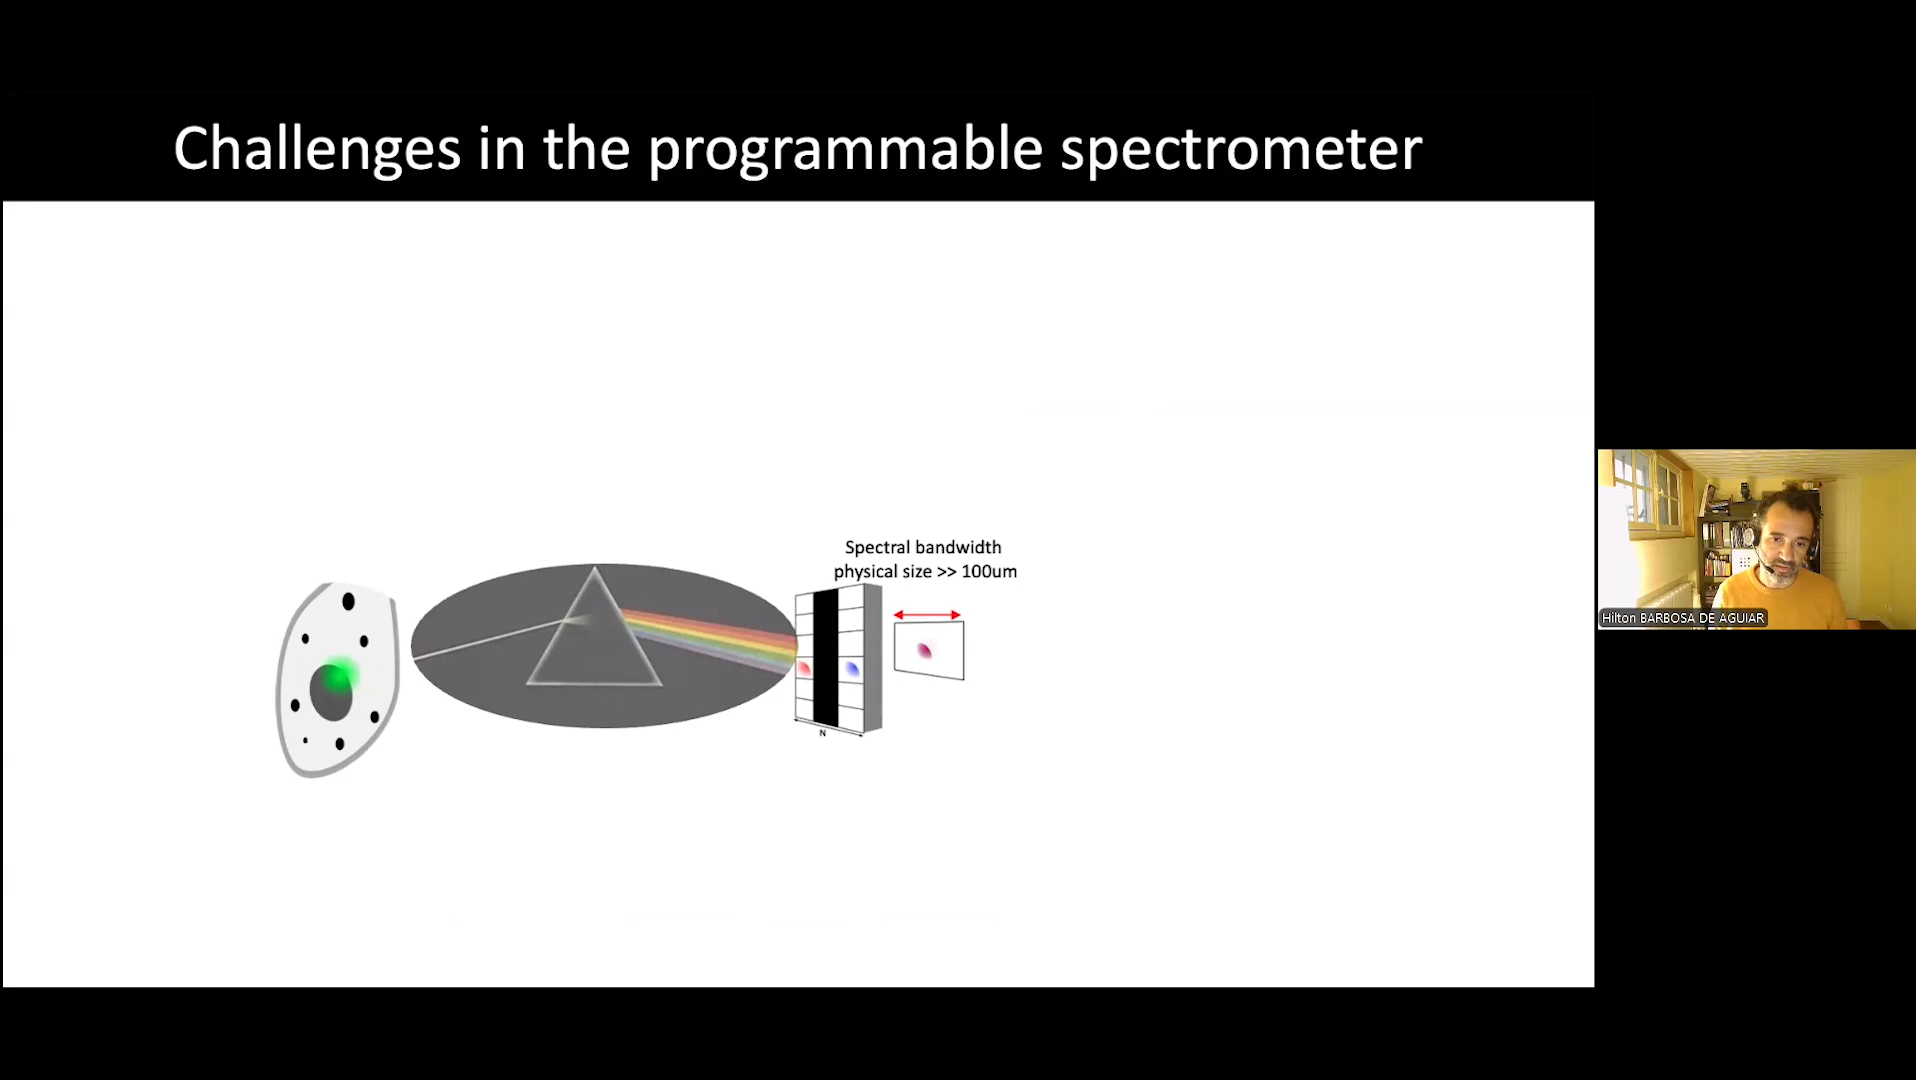 Challenges in the programmable spectrometer
Spectral bandwidth
physical size >> 100um
N
Hilton BARBOSA DE AGUIAR